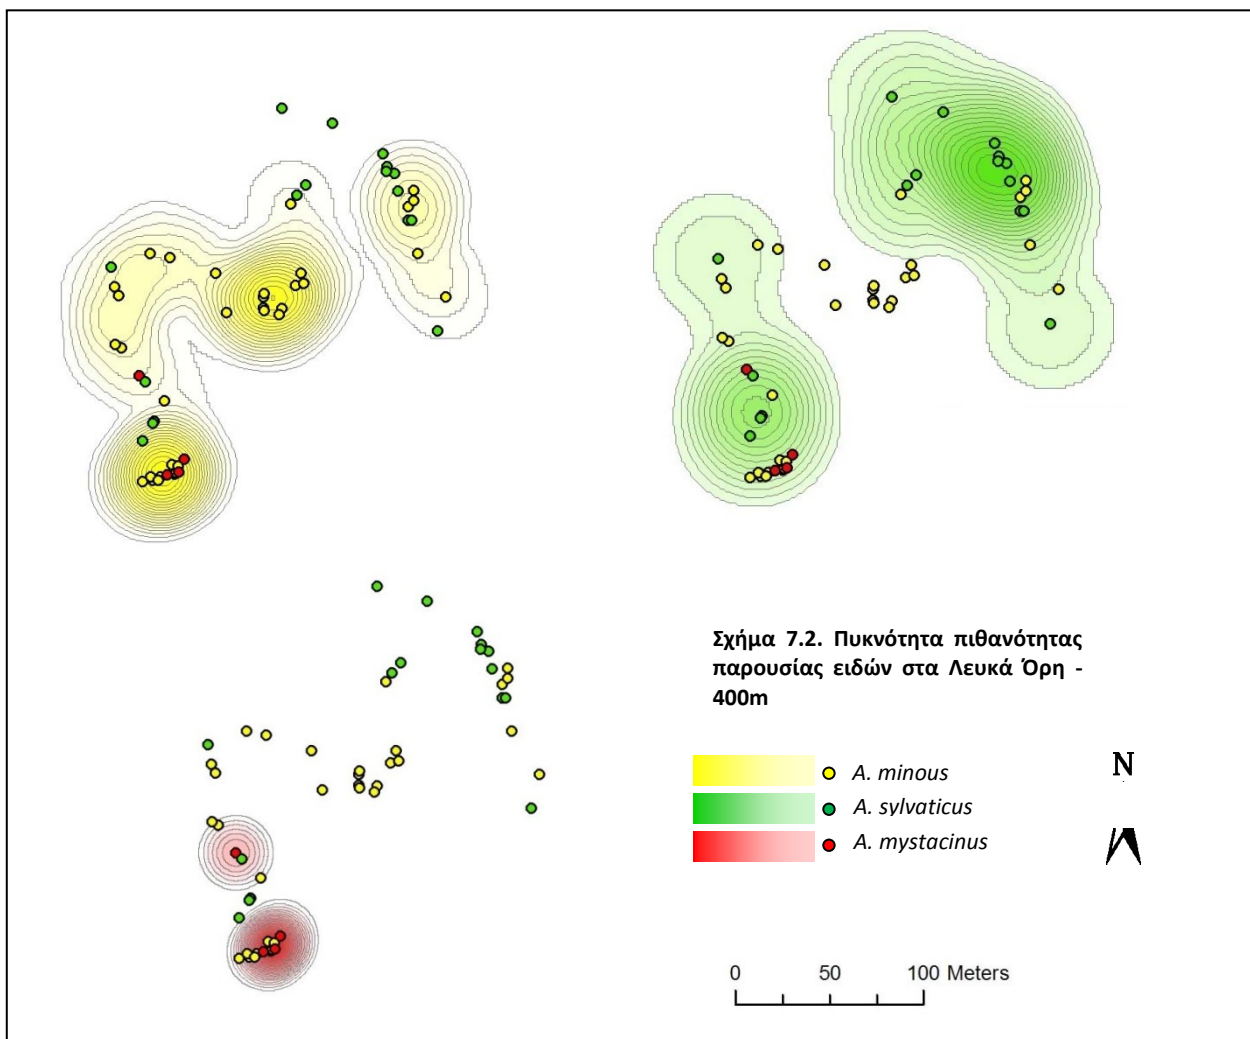 Σχήμα 7.2. Πυκνότητα πιθανότητας
παρουσίας ειδών στα Λευκά Όρη -
400m
A. minous
A. sylvaticus
A. mystacinus
N
0 50 100 Meters